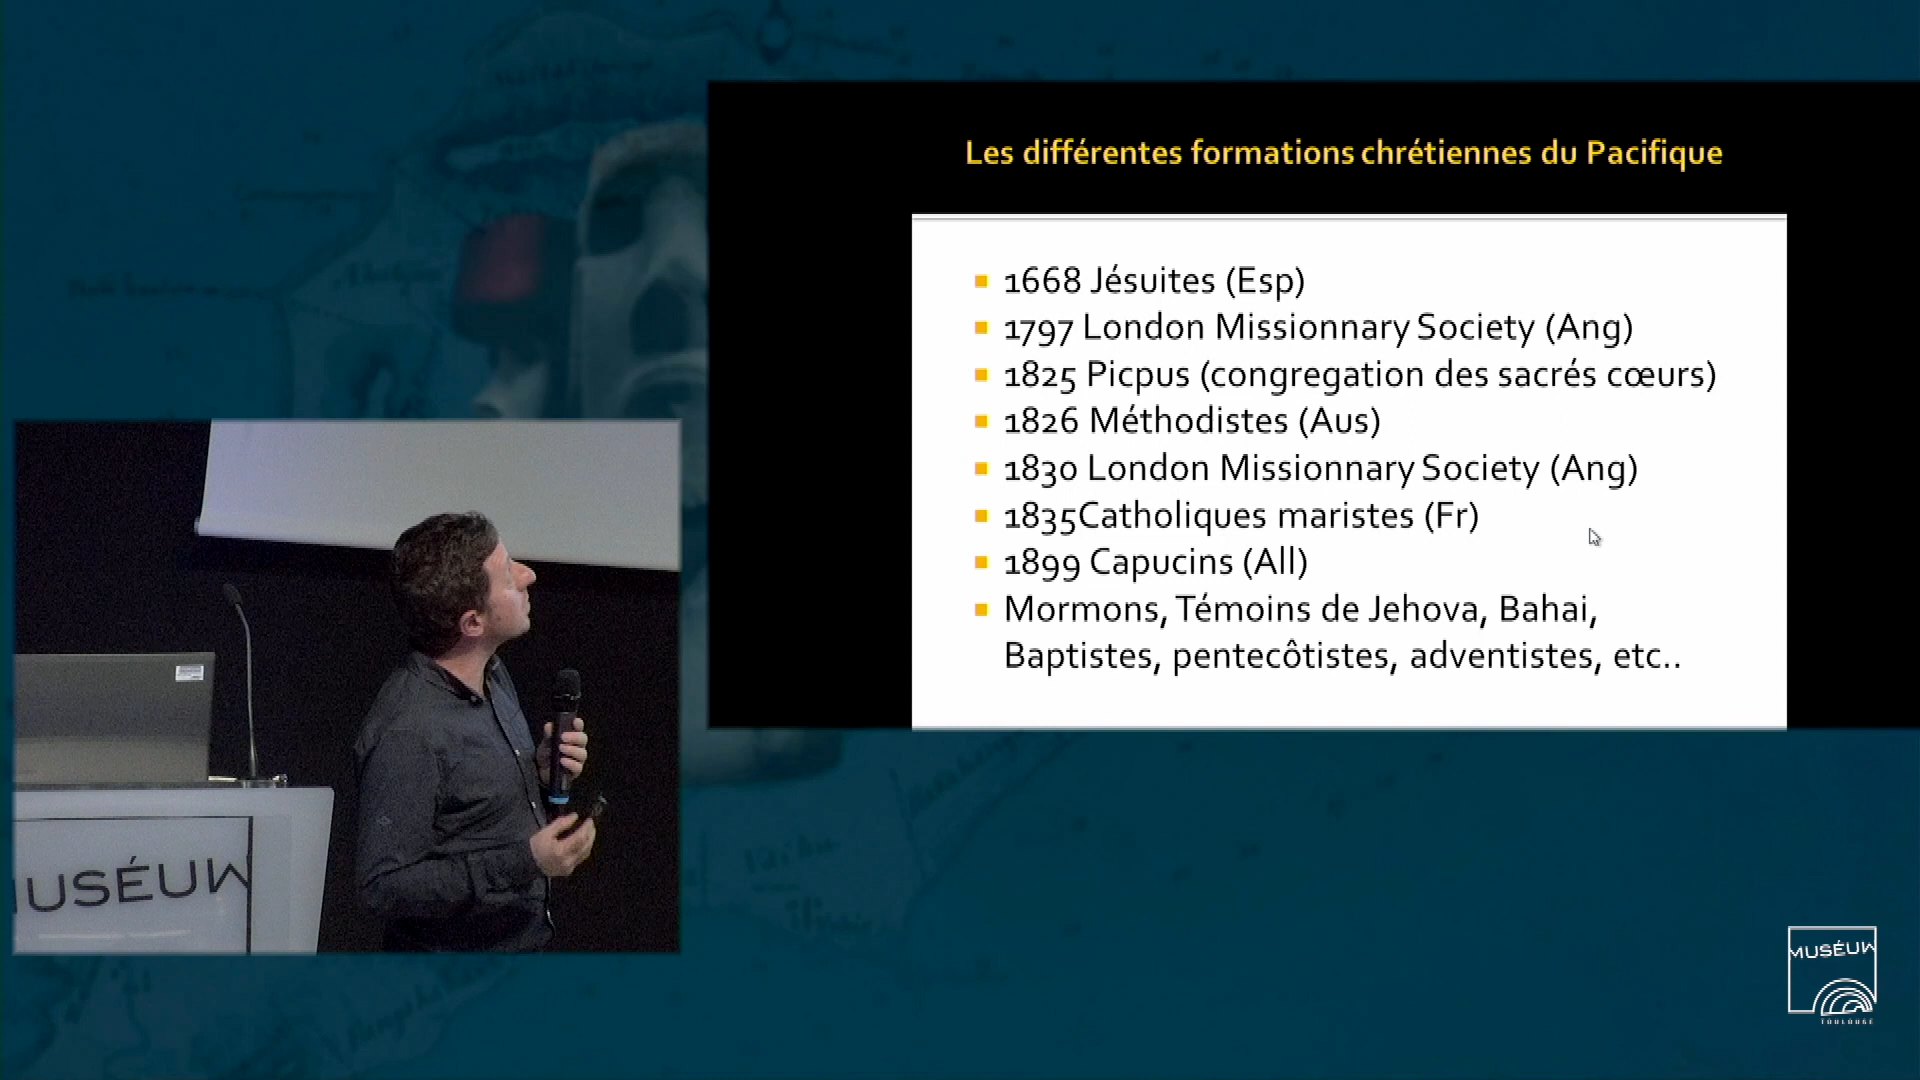 Les différentes formations chrétiennes du Pacifique
1668 Jésuites (Esp)
1797 London Missionnary Society (Ang)
1825 Picpus (congregation des sacrés cœurs)
1826 Méthodistes (Aus)
1830 London Missionnary Society (Ang)
1835Catholiques maristes (Fr)
1899 Capucins (All)
Mormons, Témoins de Jehova, Bahai,
Baptistes, pentecôtistes, adventistes, etc..
MUSÉUM
MUSÉUM
TOULOUSE